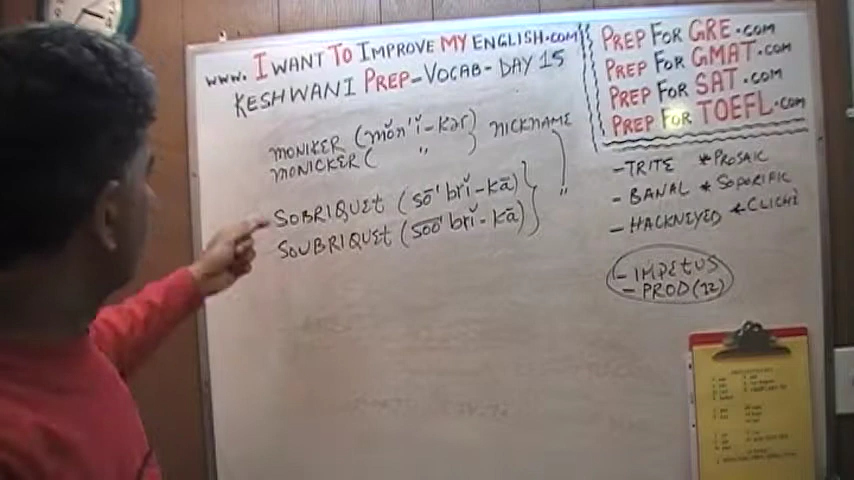 www. I WANT TO IMPROVE MY ENGLISH.COM
KESHWANI PREP-VOCAB-DAY 15
PREP FOR GRE.COM
PREP FOR GMAT.COM
PREP FOR SAT.COM
PREP FOR TOEFL.COM
MONIKER (mŏn'ĭ-kər) NICKNAME
MONICKER ( " )
SOBRIQUET (sō'brĭ-kā) "
SOUBRIQUET (s͞oo'brĭ-kā)
- TRITE * PROSAIC
- BANAL * SOPORIFIC
- HACKNEYED * CLICHÉ
- IMPETUS
- PROD (12)